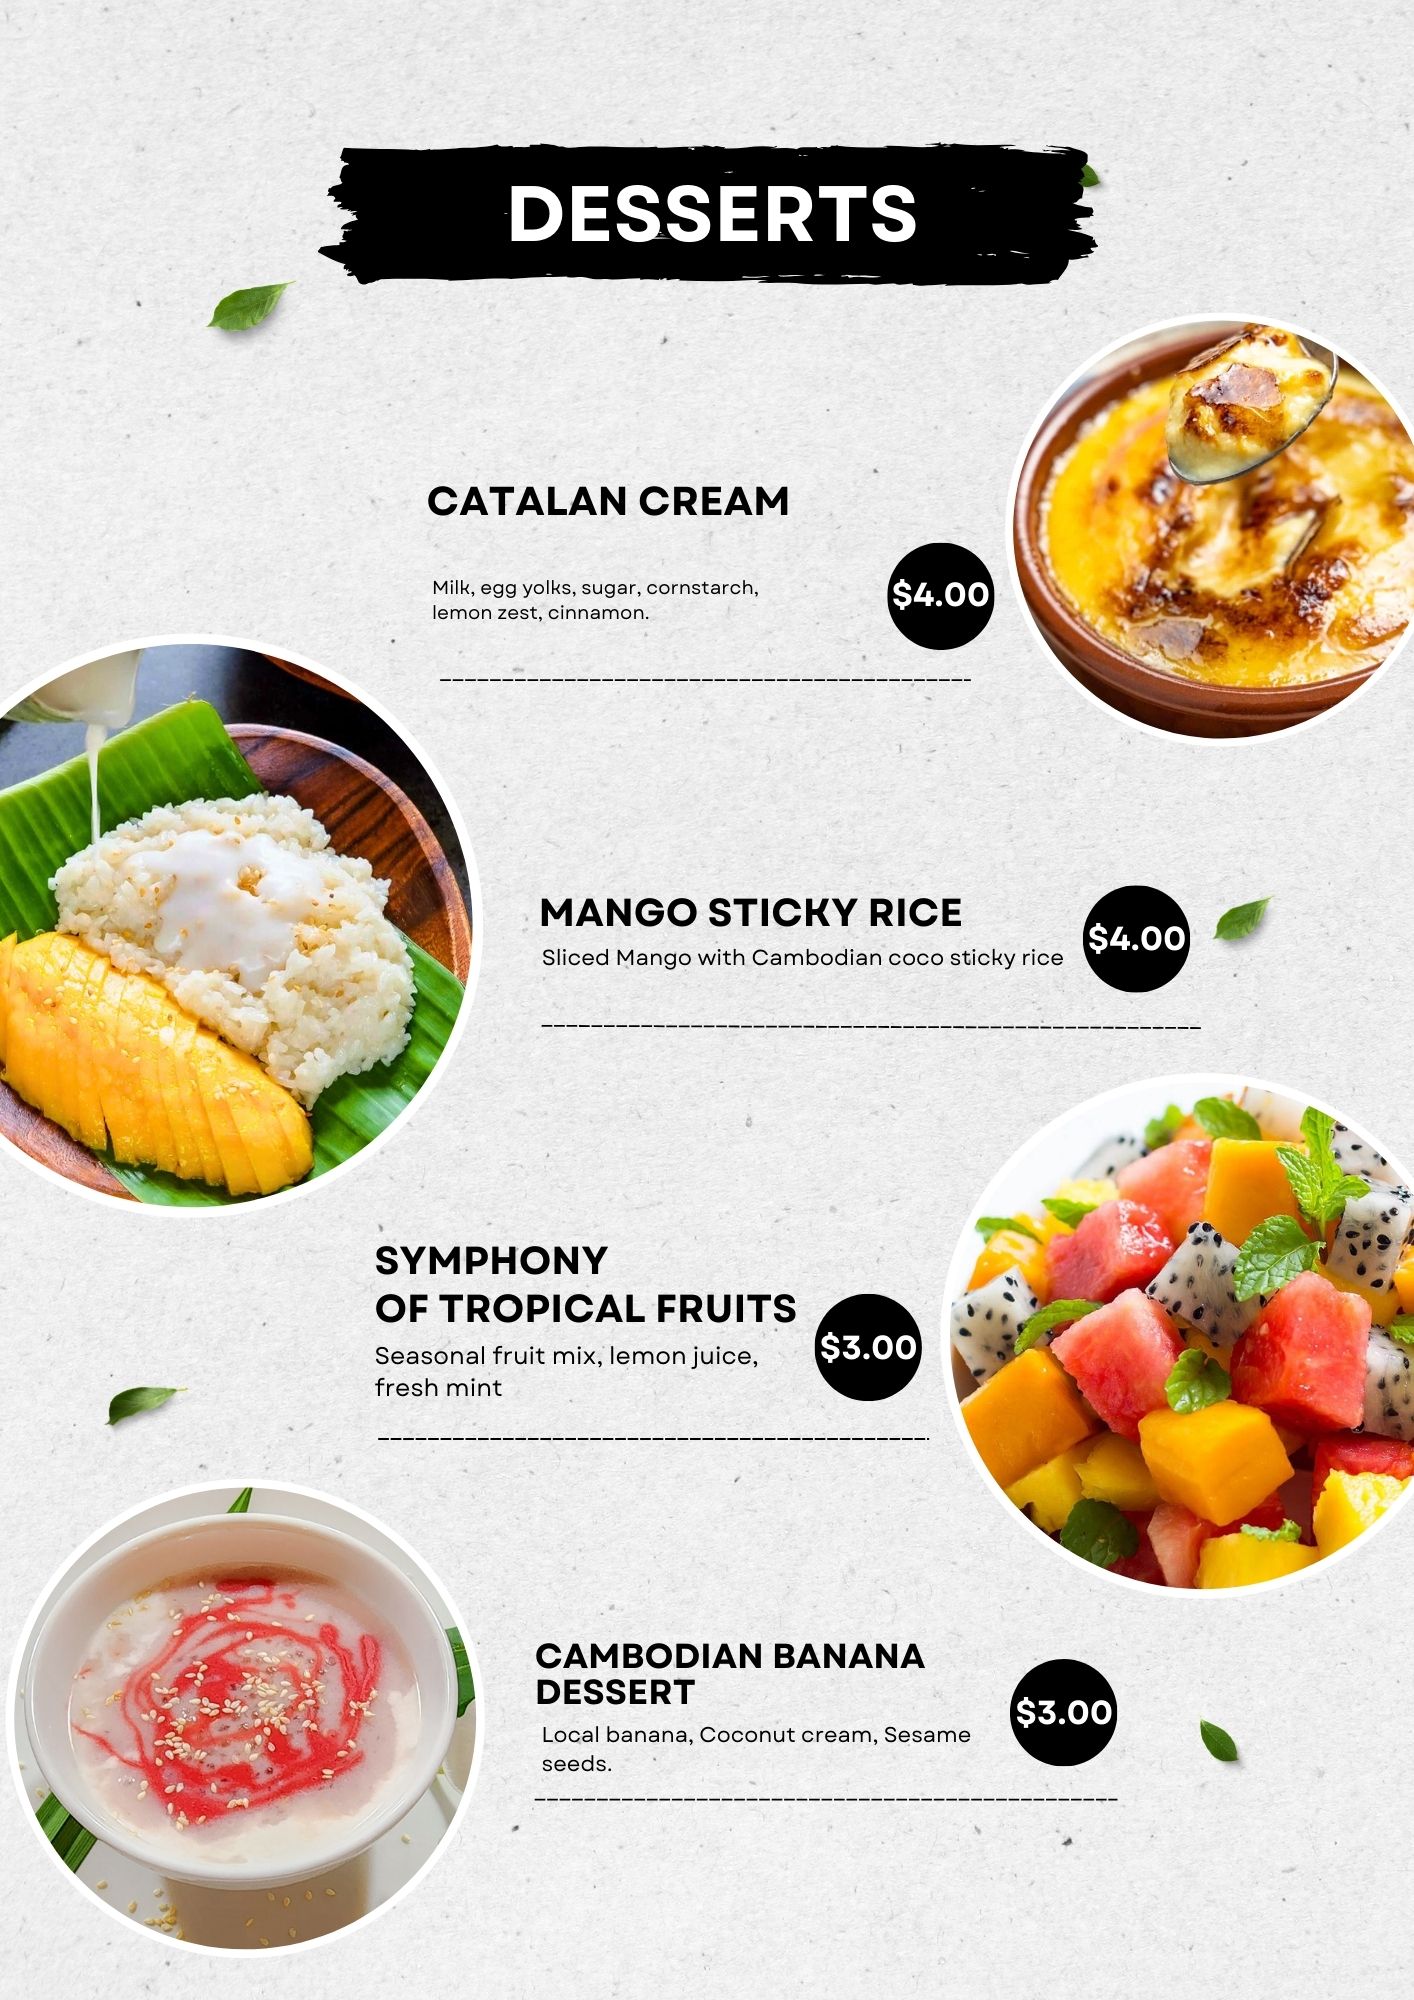 DESSERTS
CATALAN CREAM
Milk, egg yolks, sugar, cornstarch,
lemon zest, cinnamon.
$4.00
MANGO STICKY RICE
Sliced Mango with Cambodian coco sticky rice
$4.00
SYMPHONY
OF TROPICAL FRUITS
Seasonal fruit mix, lemon juice,
fresh mint
$3.00
CAMBODIAN BANANA
DESSERT
Local banana, Coconut cream, Sesame
seeds.
$3.00